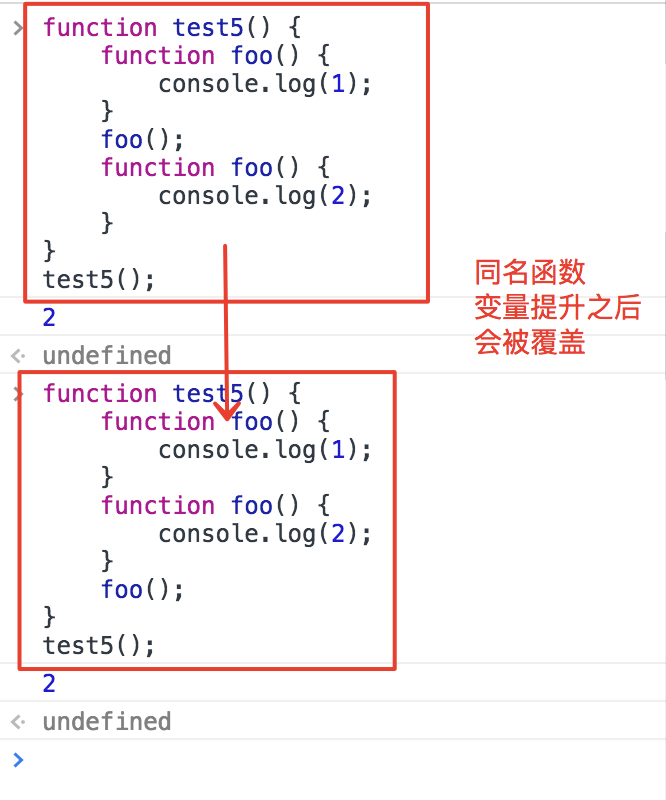 function test5() {
    function foo() {
        console.log(1);
    }
    foo();
    function foo() {
        console.log(2);
    }
}
test5();
2
undefined
同名函数
变量提升之后
会被覆盖
function test5() {
    function foo() {
        console.log(1);
    }
    function foo() {
        console.log(2);
    }
    foo();
}
test5();
2
undefined